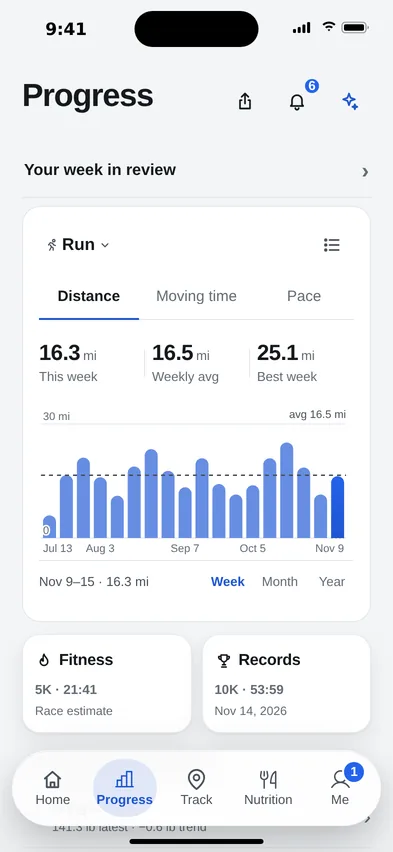 9:41
Progress
6
Your week in review
Run
Distance Moving time Pace
16.3 mi 16.5 mi 25.1 mi
This week Weekly avg Best week
30 mi avg 16.5 mi
0
Jul 13 Aug 3 Sep 7 Oct 5 Nov 9
Nov 9–15 · 16.3 mi Week Month Year
Fitness
5K · 21:41
Race estimate
Records
10K · 53:59
Nov 14, 2026
1
Home Progress Track Nutrition Me
141.3 lb latest · −0.6 lb trend